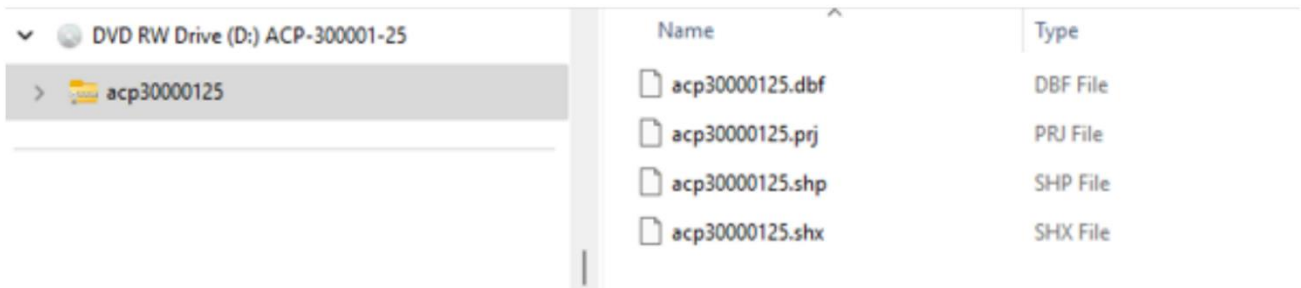 DVD RW Drive (D:) ACP-300001-25
acp30000125
Name Type
acp30000125.dbf DBF File
acp30000125.prj PRJ File
acp30000125.shp SHP File
acp30000125.shx SHX File